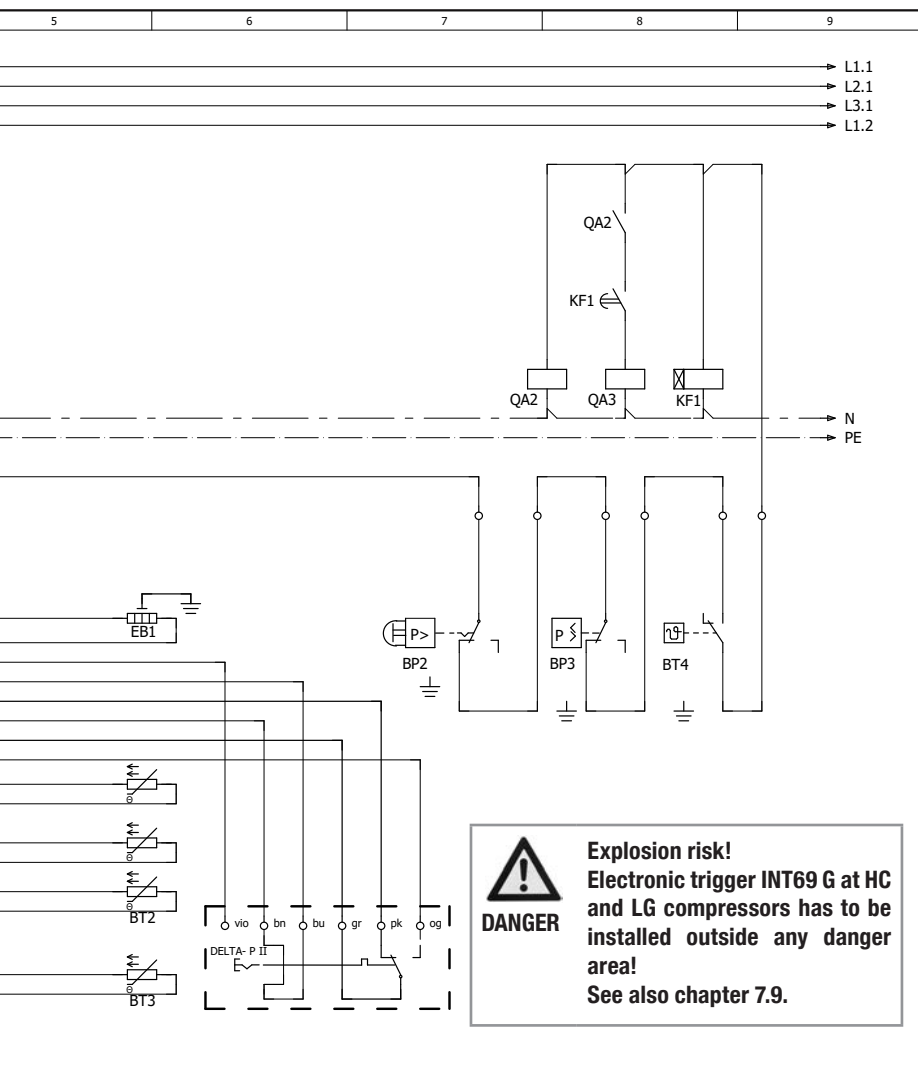 5 6 7 8 9
L1.1
L2.1
L3.1
L1.2
QA2
KF1
QA2 QA3 KF1
N
PE
EB1
P> P
BP2 BP3 BT4
Θ
Θ
Θ
BT2
vio bn bu gr pk og
DELTA- P II
Θ
BT3
Explosion risk!
Electronic trigger INT69 G at HC
and LG compressors has to be
installed outside any danger
area!
See also chapter 7.9.
DANGER